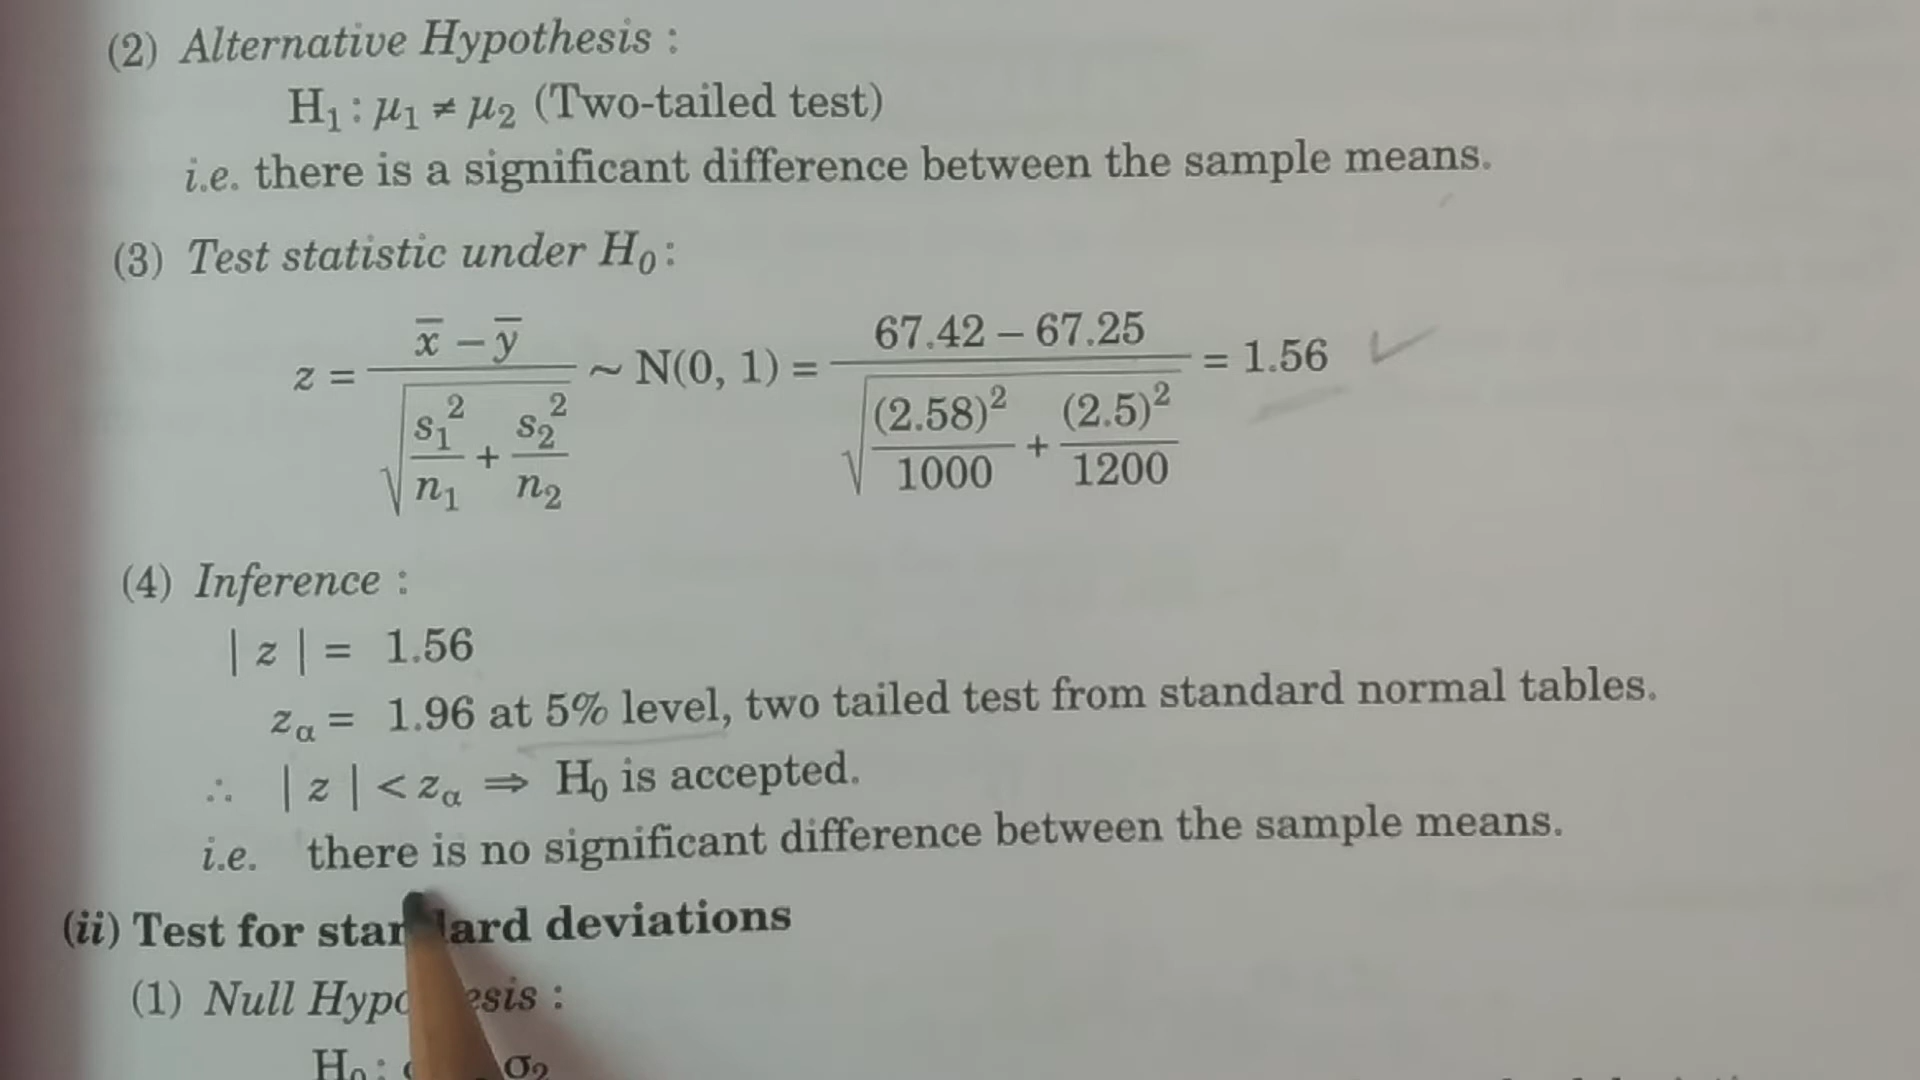 (2) Alternative Hypothesis :
H₁ : μ₁ ≠ μ₂ (Two-tailed test)
i.e. there is a significant difference between the sample means.
(3) Test statistic under H₀ :
z = (x̄ − ȳ) / √(s₁²/n₁ + s₂²/n₂) ~ N(0, 1) = (67.42 − 67.25) / √((2.58)²/1000 + (2.5)²/1200) = 1.56
(4) Inference :
| z | = 1.56
z_α = 1.96 at 5% level, two tailed test from standard normal tables.
∴ | z | < z_α ⇒ H₀ is accepted.
i.e. there is no significant difference between the sample means.
(ii) Test for standard deviations
(1) Null Hypothesis :
H₀ : σ₂